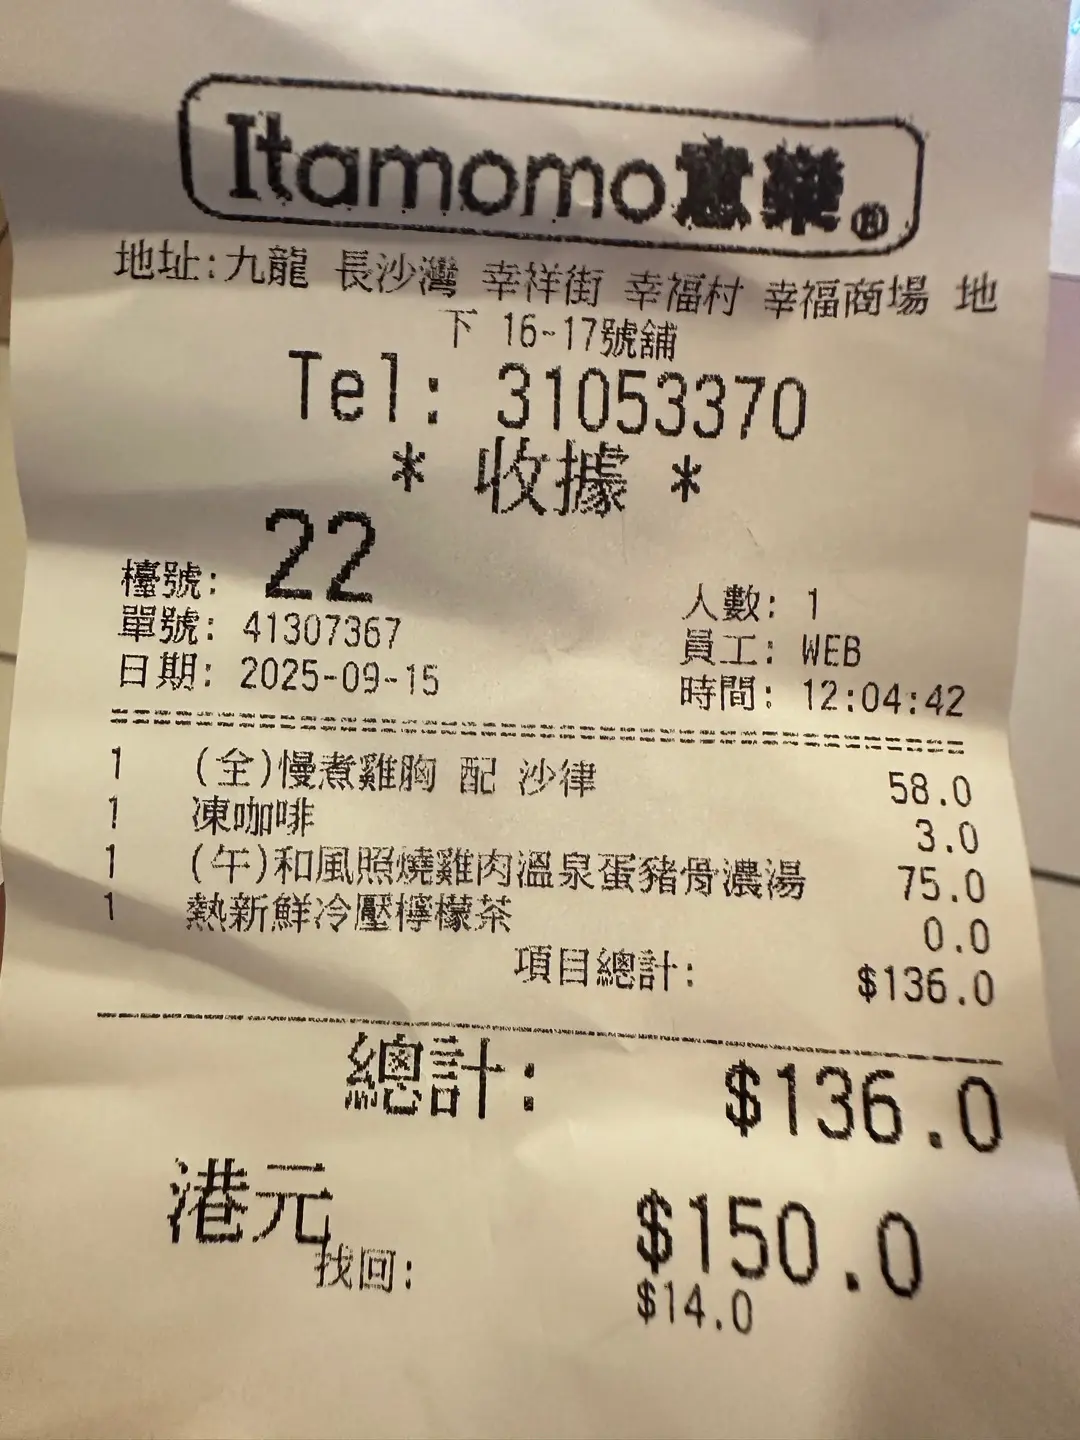 Itamomo意樂®
地址:九龍 長沙灣 幸祥街 幸福村 幸福商場 地
下 16-17號舖
Tel: 31053370
* 收據 *
檯號: 22 人數: 1
單號: 41307367 員工: WEB
日期: 2025-09-15 時間: 12:04:42
1 (全)慢煮雞胸 配 沙律 58.0
1 凍咖啡 3.0
1 (午)和風照燒雞肉溫泉蛋豬骨濃湯 75.0
1 熱新鮮冷壓檸檬茶 0.0
項目總計: $136.0
總計: $136.0
港元 $150.0
找回: $14.0